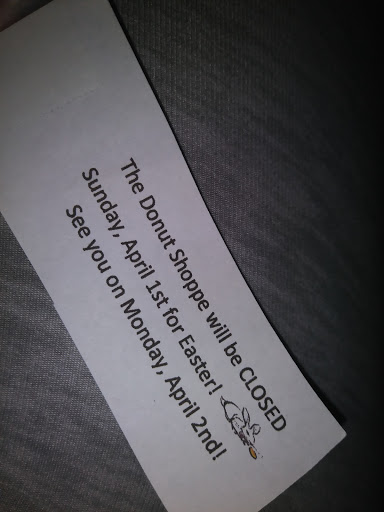 The Donut Shoppe will be CLOSED
Sunday, April 1st for Easter!
See you on Monday, April 2nd!